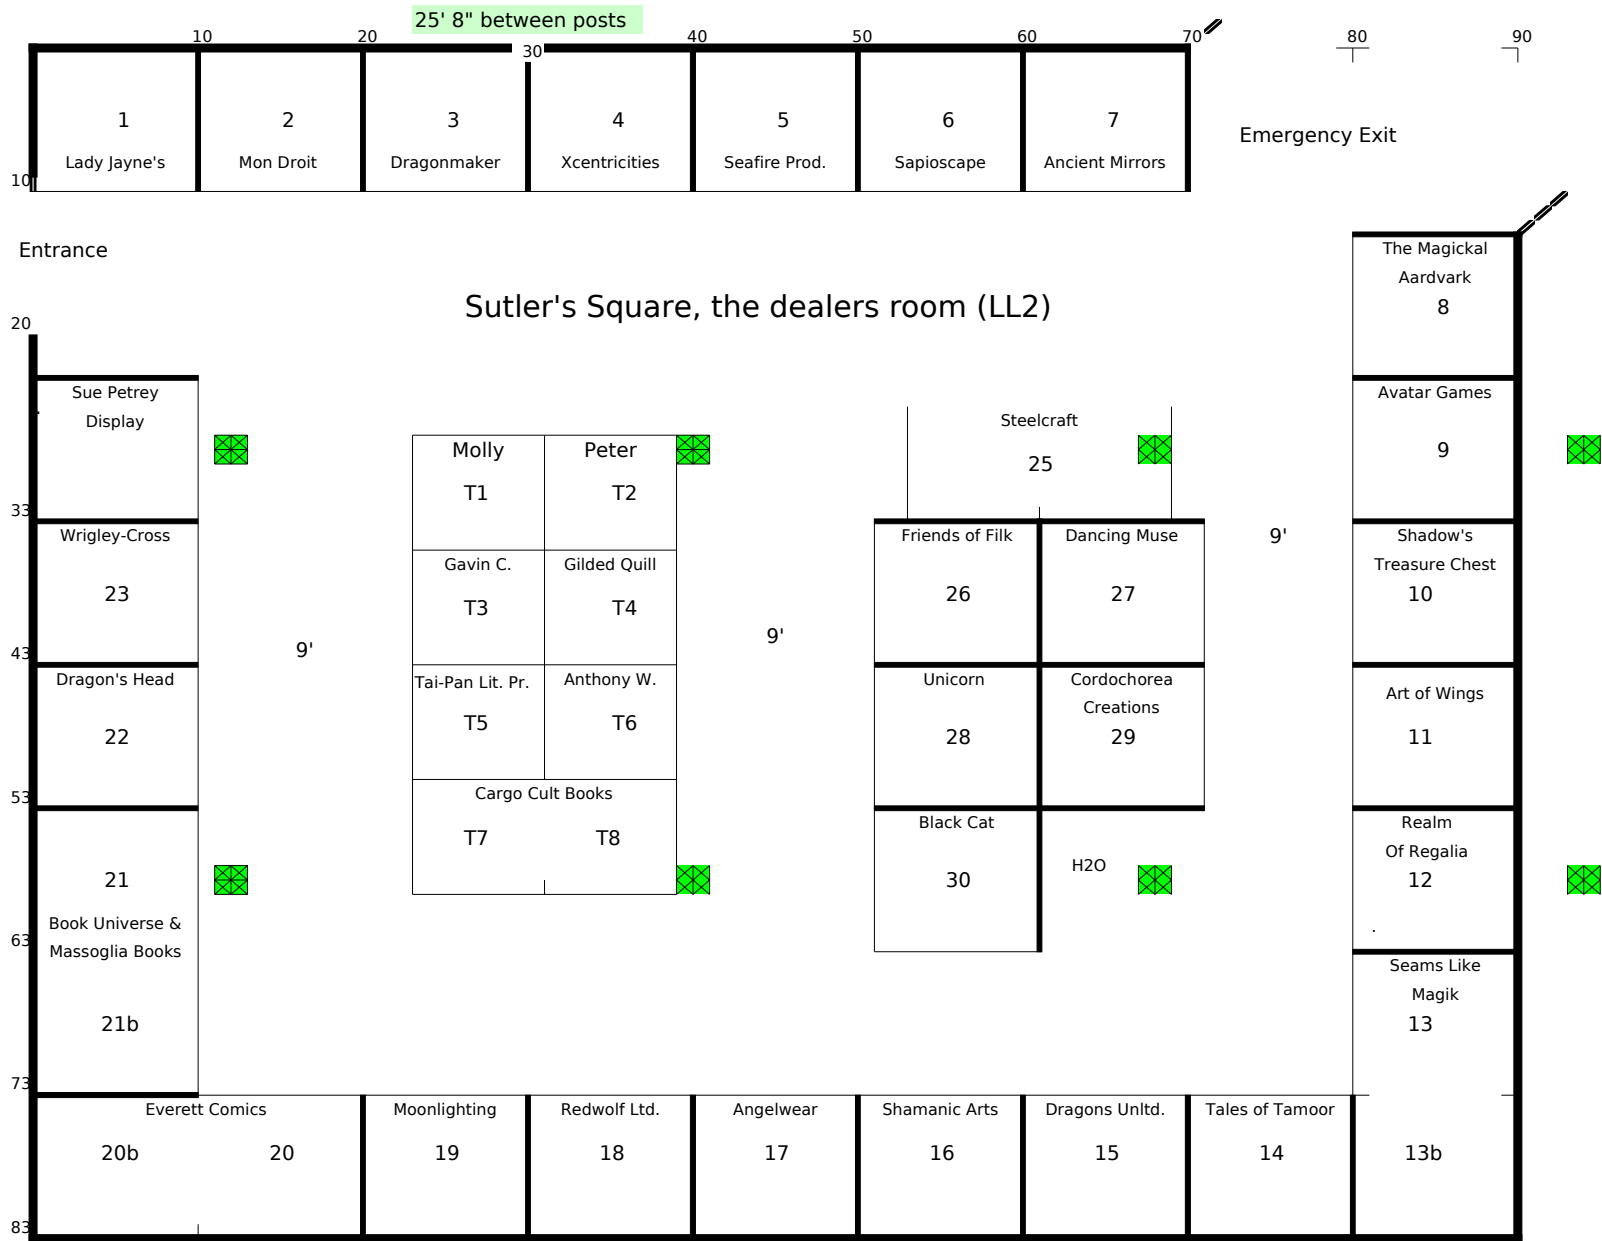 25' 8" between posts
10
20
30
40
50
60
70
80
90
1
2
3
4
5
6
7
Emergency Exit
Lady Jayne's
Mon Droit
Dragonmaker
Xcentricities
Seafire Prod.
Sapioscape
Ancient Mirrors
10
Entrance
Sutler's Square, the dealers room (LL2)
20
The Magickal
Aardvark
8
Sue Petrey
Display
Avatar Games
9
Molly
T1
Peter
T2
Steelcraft
25
33
Wrigley-Cross
23
Gavin C.
T3
Gilded Quill
T4
Friends of Filk
26
Dancing Muse
27
9'
Shadow's
Treasure Chest
10
9'
9'
43
Dragon's Head
22
Tai-Pan Lit. Pr.
T5
Anthony W.
T6
Unicorn
28
Cordochorea
Creations
29
Art of Wings
11
53
21
Book Universe &
Massoglia Books
21b
Cargo Cult Books
T7
T8
Black Cat
30
H2O
Realm
Of Regalia
12
63
Seams Like
Magik
13
73
Everett Comics
20b
20
Moonlighting
19
Redwolf Ltd.
18
Angelwear
17
Shamanic Arts
16
Dragons Unltd.
15
Tales of Tamoor
14
13b
83